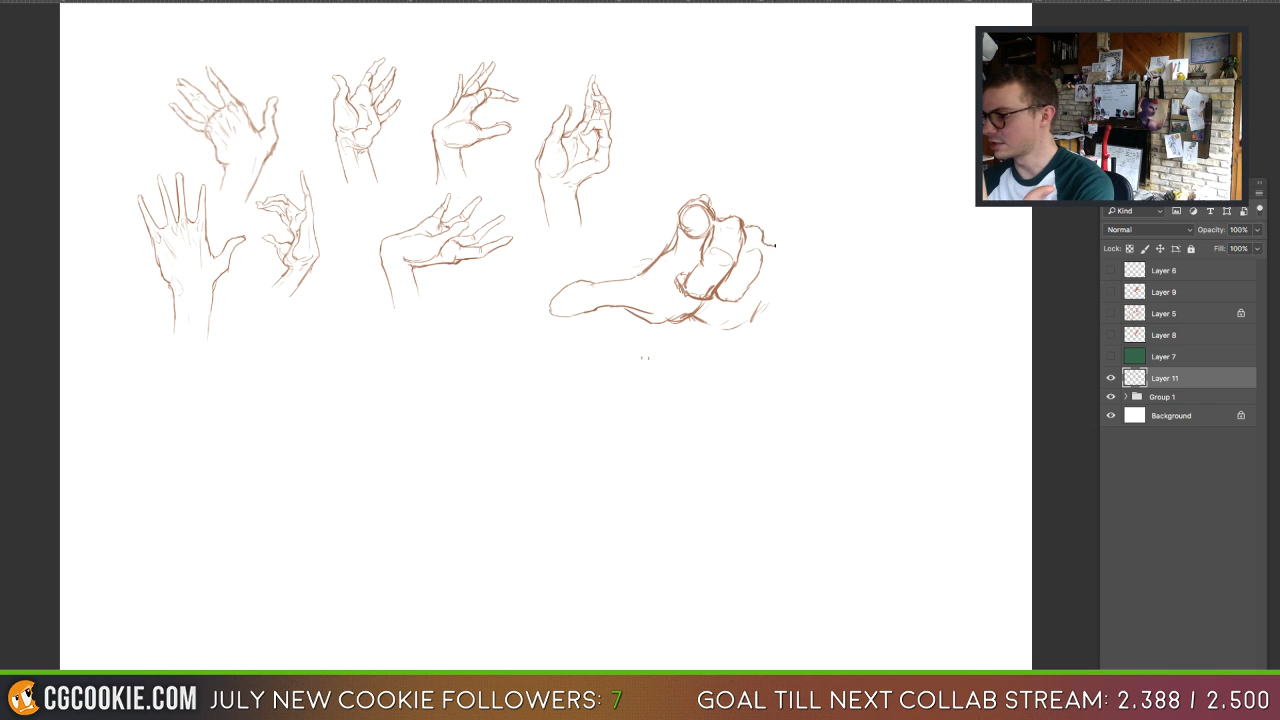 Kind
Normal
Opacity: 100%
Lock:
Fill: 100%
Layer 6
Layer 9
Layer 5
Layer 8
Layer 7
Layer 11
Group 1
Background
CGCOOKIE.COM JULY NEW COOKIE FOLLOWERS: 7 GOAL TILL NEXT COLLAB STREAM: 2.388 / 2.500